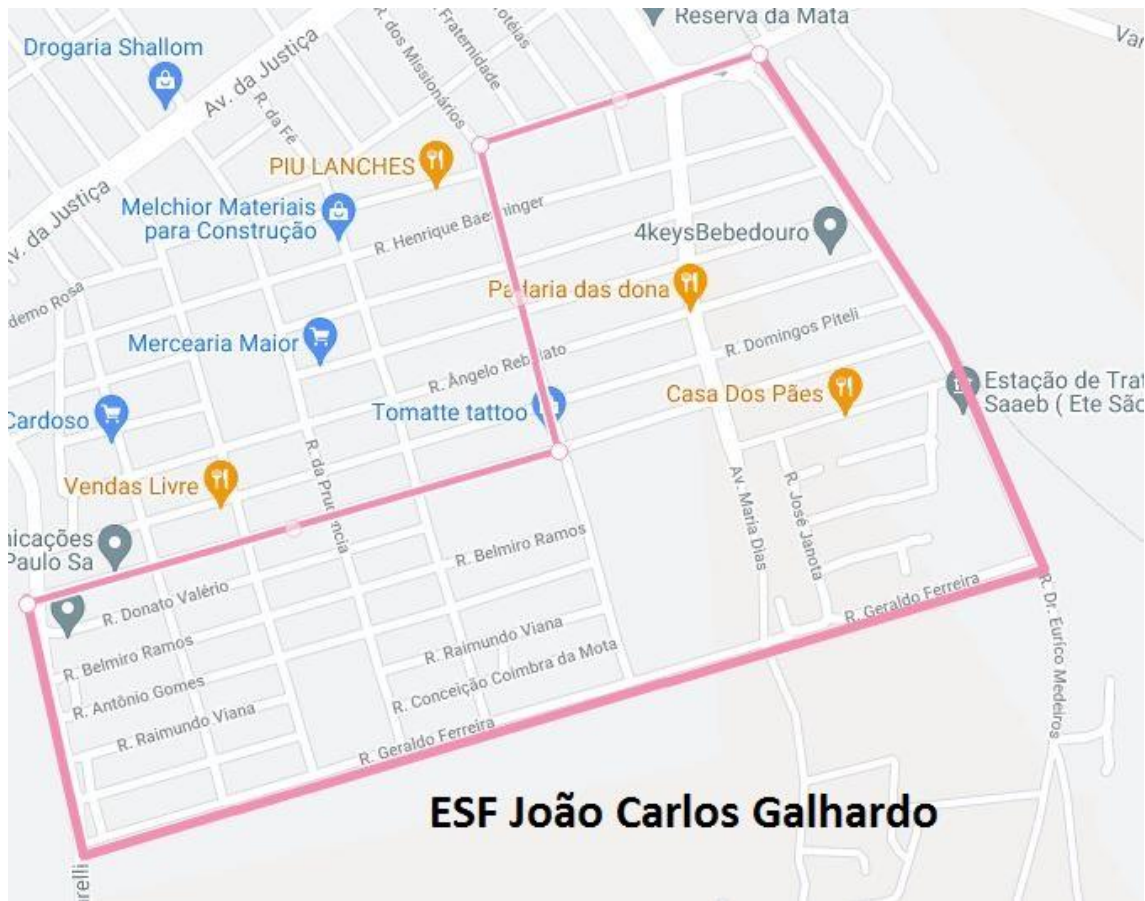 Reserva da Mata
Drogaria Shallom
Av. da Justiça
R. dos Missionários
Fraternidade
R. da Fé
PIU LANCHES
Melchior Materiais
para Construção
R. Henrique
4keysBebedouro
Av. da Justiça
Rosa
Padaria das dona
Mercearia Maior
R. Domingos Piteli
R. Ângelo
Casa Dos Pães
Estação de Trat
Saaeb ( Ete São
Tomatte tattoo
Cardoso
Vendas Livre
R. da
Av. Maria Dias
R. José Janota
nicações
Paulo Sa
R. Belmiro Ramos
R. Donato Valério
R. Geraldo Ferreira
R. Dr. Eurico Medeiros
R. Belmiro Ramos
R. Raimundo Viana
R. Antônio Gomes
R. Conceição Coimbra da Mota
R. Raimundo Viana
R. Geraldo Ferreira
ESF João Carlos Galhardo
relli